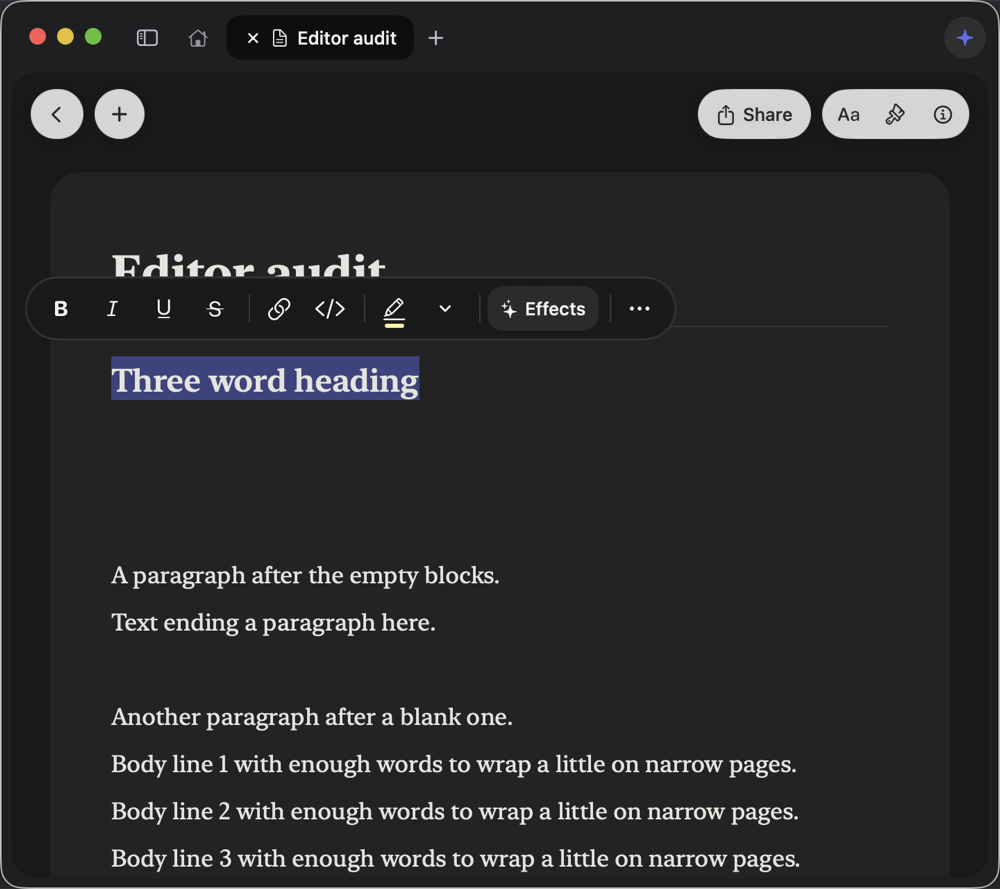 Editor audit
Share
Aa
Editor audit
B I U S </> Effects
Three word heading
A paragraph after the empty blocks.
Text ending a paragraph here.
Another paragraph after a blank one.
Body line 1 with enough words to wrap a little on narrow pages.
Body line 2 with enough words to wrap a little on narrow pages.
Body line 3 with enough words to wrap a little on narrow pages.